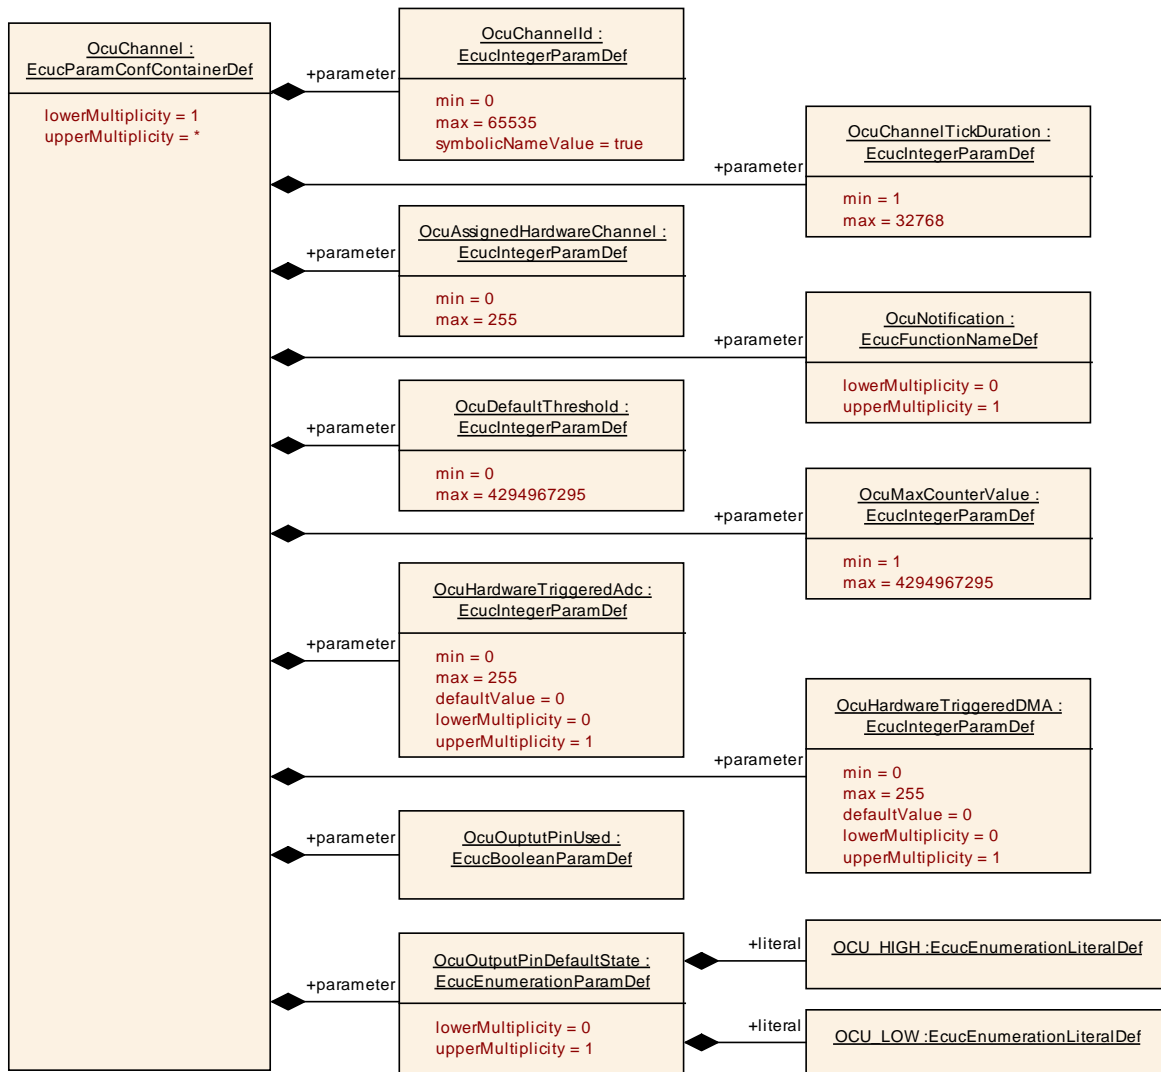 OcuChannel :
EcucParamConfContainerDef
lowerMultiplicity = 1
upperMultiplicity = *
+parameter
OcuChannelId :
EcucIntegerParamDef
min = 0
max = 65535
symbolicNameValue = true
+parameter
OcuChannelTickDuration :
EcucIntegerParamDef
min = 1
max = 32768
+parameter
OcuAssignedHardwareChannel :
EcucIntegerParamDef
min = 0
max = 255
+parameter
OcuNotification :
EcucFunctionNameDef
lowerMultiplicity = 0
upperMultiplicity = 1
+parameter
OcuDefaultThreshold :
EcucIntegerParamDef
min = 0
max = 4294967295
+parameter
OcuMaxCounterValue :
EcucIntegerParamDef
min = 1
max = 4294967295
+parameter
OcuHardwareTriggeredAdc :
EcucIntegerParamDef
min = 0
max = 255
defaultValue = 0
lowerMultiplicity = 0
upperMultiplicity = 1
+parameter
OcuHardwareTriggeredDMA :
EcucIntegerParamDef
min = 0
max = 255
defaultValue = 0
lowerMultiplicity = 0
upperMultiplicity = 1
+parameter
OcuOuptutPinUsed :
EcucBooleanParamDef
+parameter
OcuOutputPinDefaultState :
EcucEnumerationParamDef
lowerMultiplicity = 0
upperMultiplicity = 1
+literal
OCU_HIGH :EcucEnumerationLiteralDef
+literal
OCU_LOW :EcucEnumerationLiteralDef